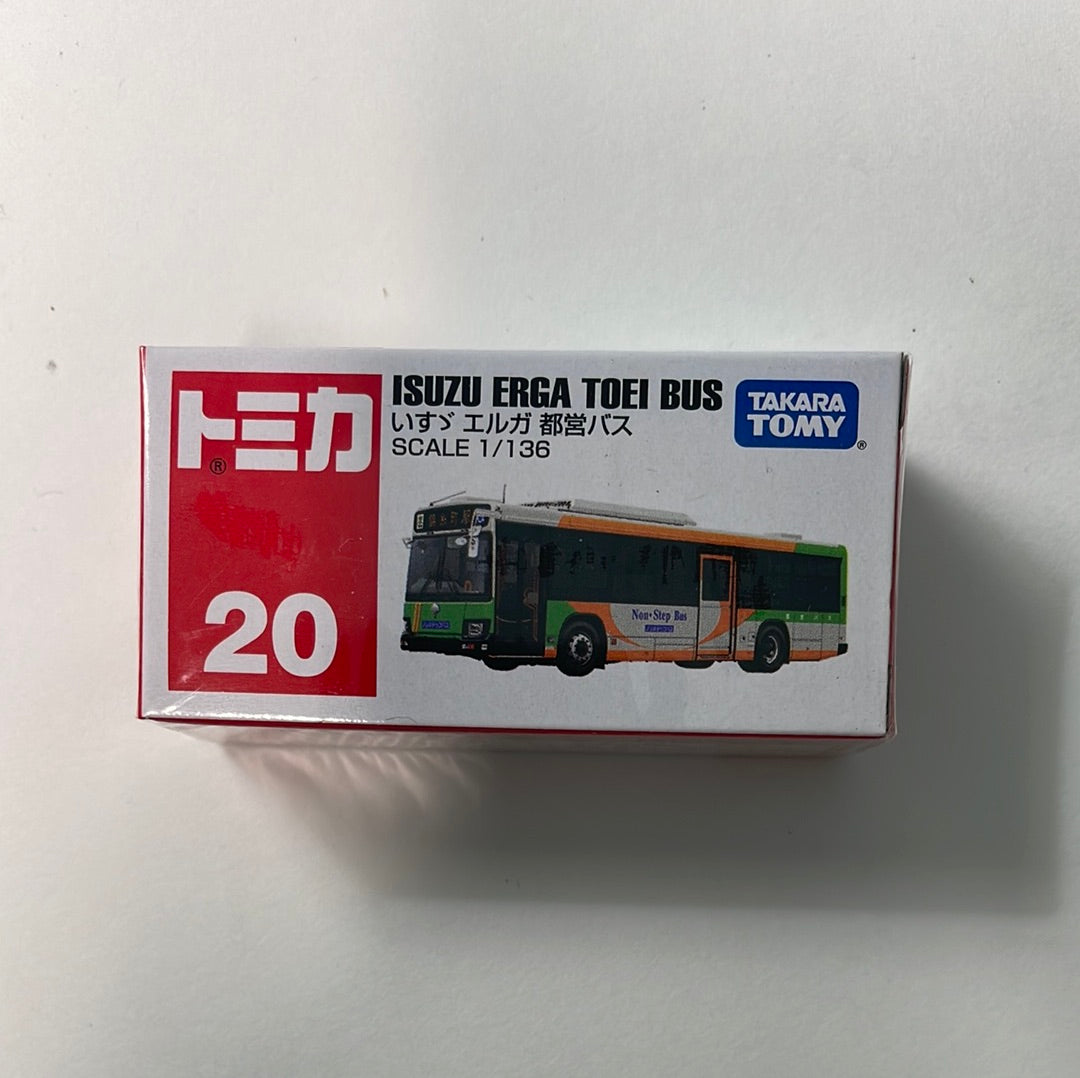 トミカ
®
20
ISUZU ERGA TOEI BUS
いすゞ エルガ 都営バス
SCALE 1/136
TAKARA
TOMY
®
Non・Step Bus